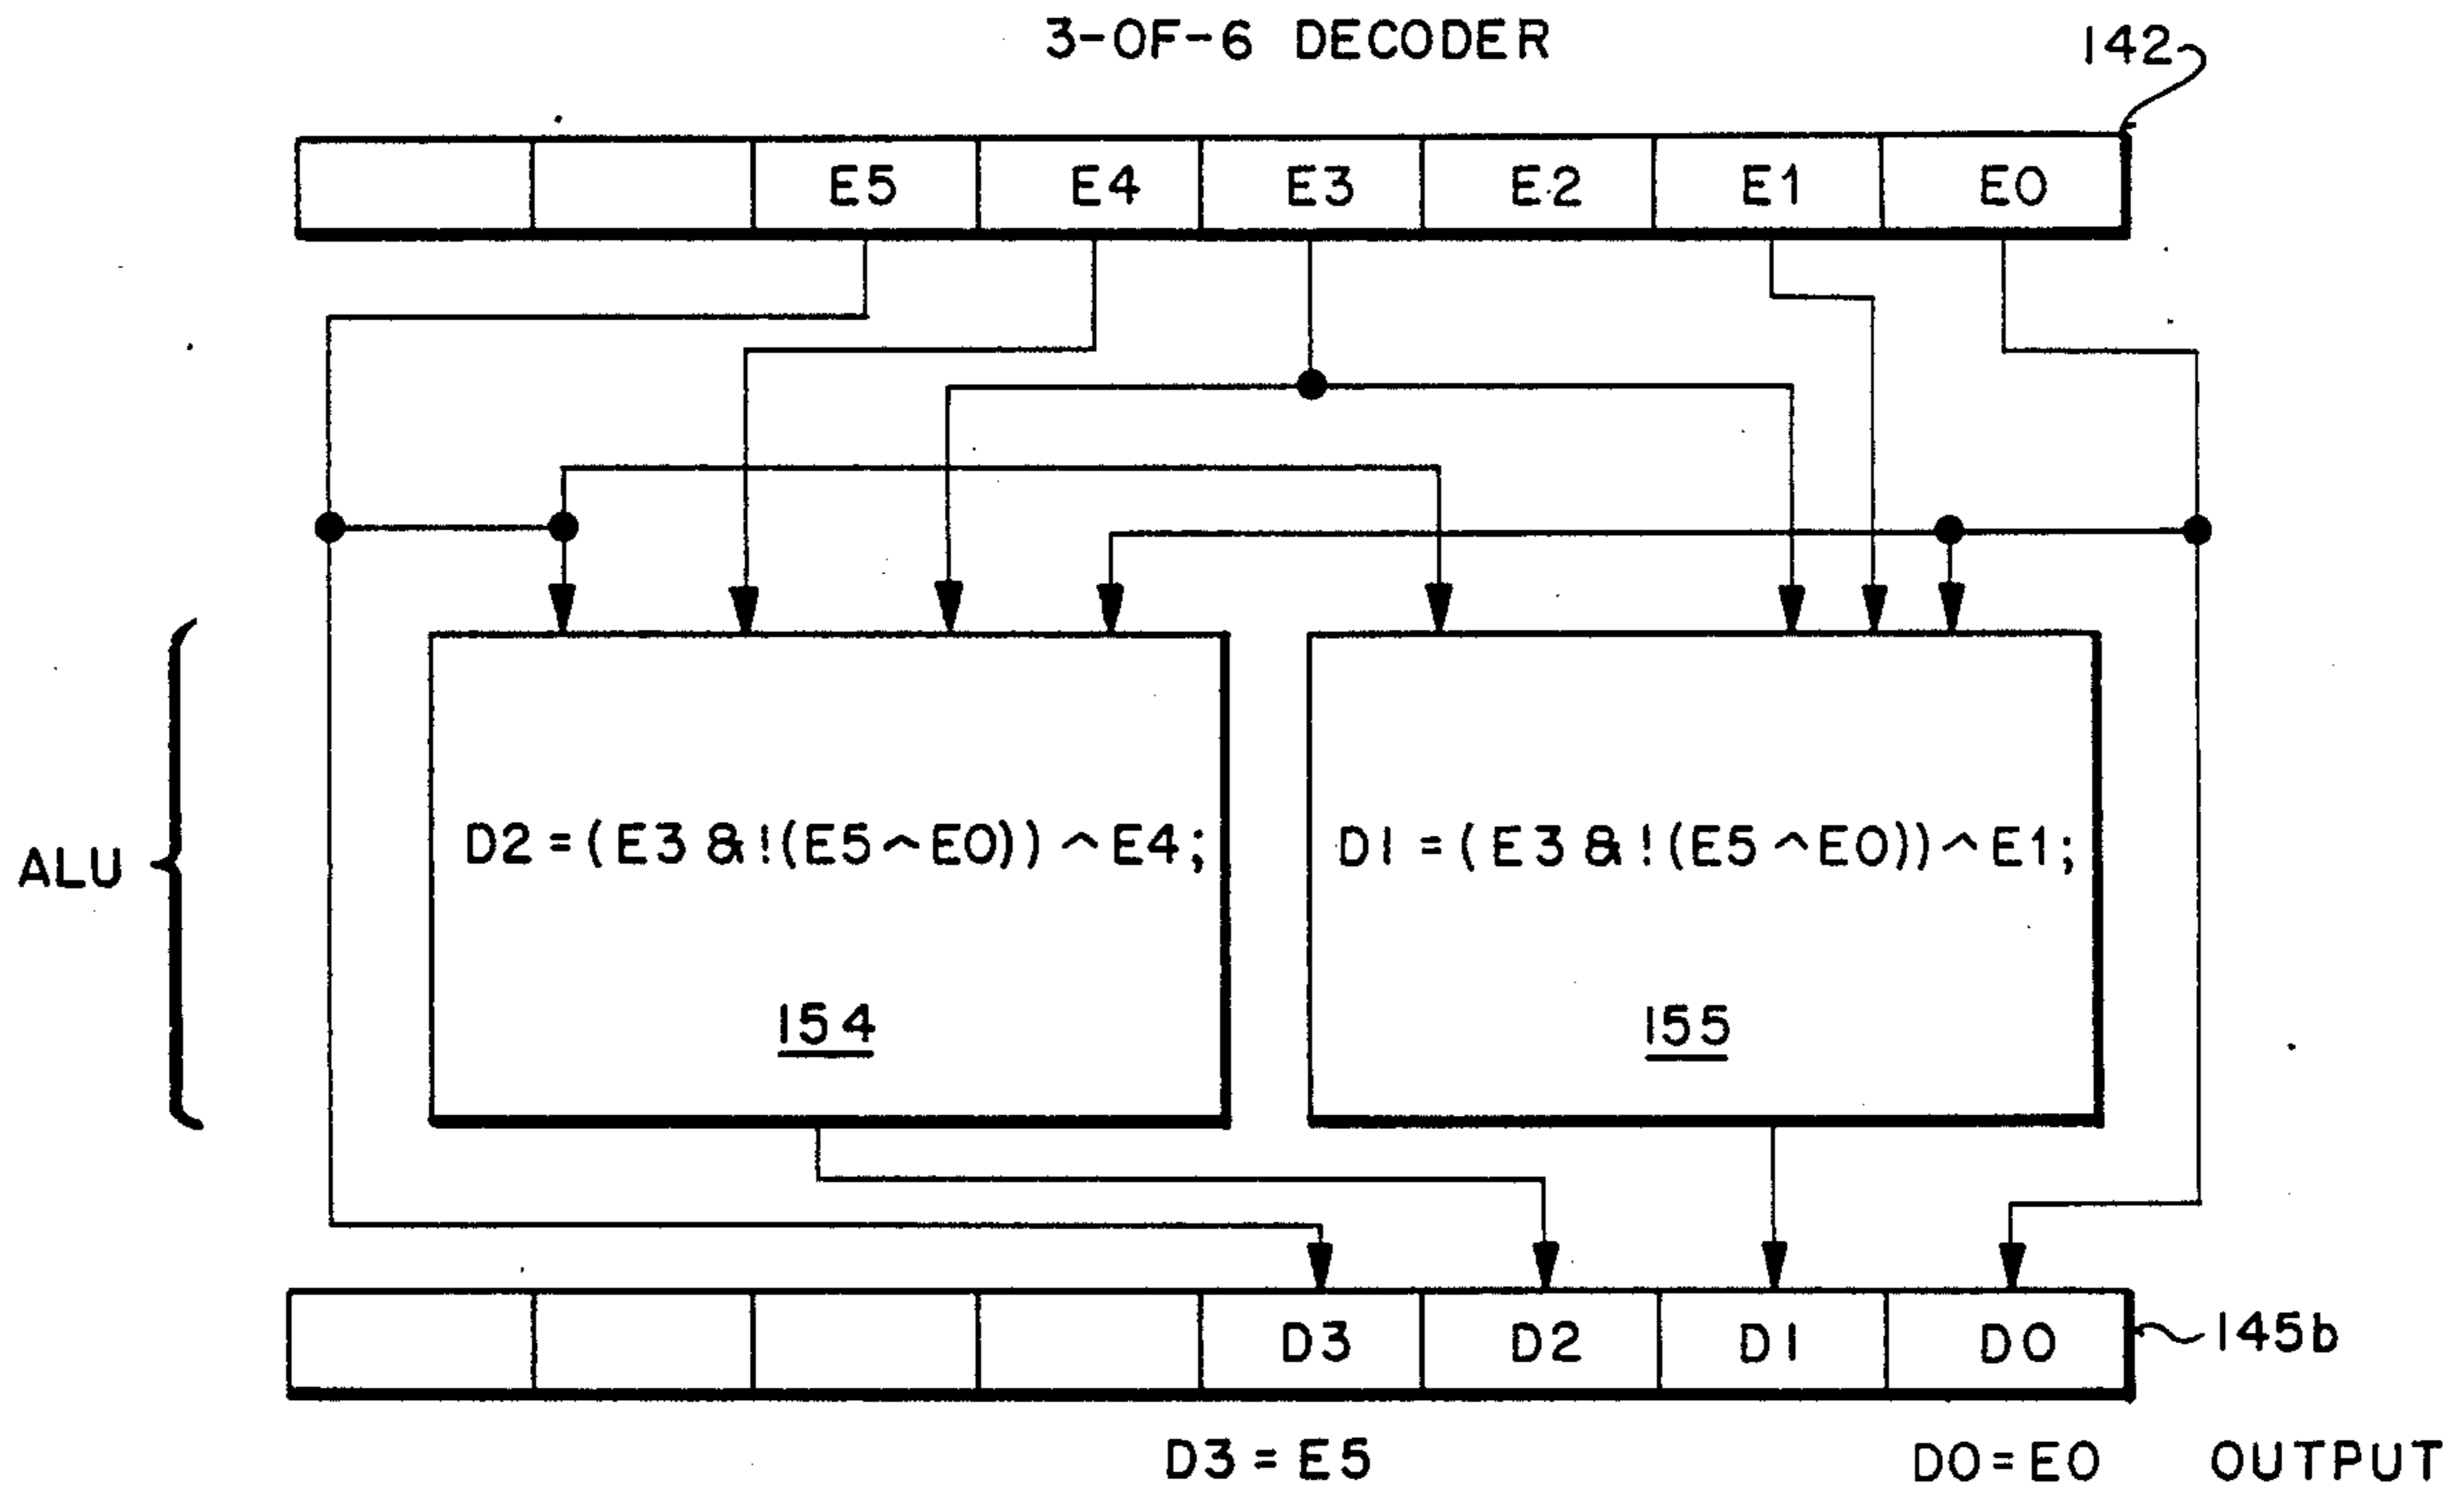 3-OF-6 DECODER
142
E5 E4 E3 E2 E1 E0
ALU
D2=(E3&!(E5^E0))^E4;
D1=(E3&!(E5^E0))^E1;
154
155
D3 D2 D1 D0
145b
D3=E5
D0=E0
OUTPUT